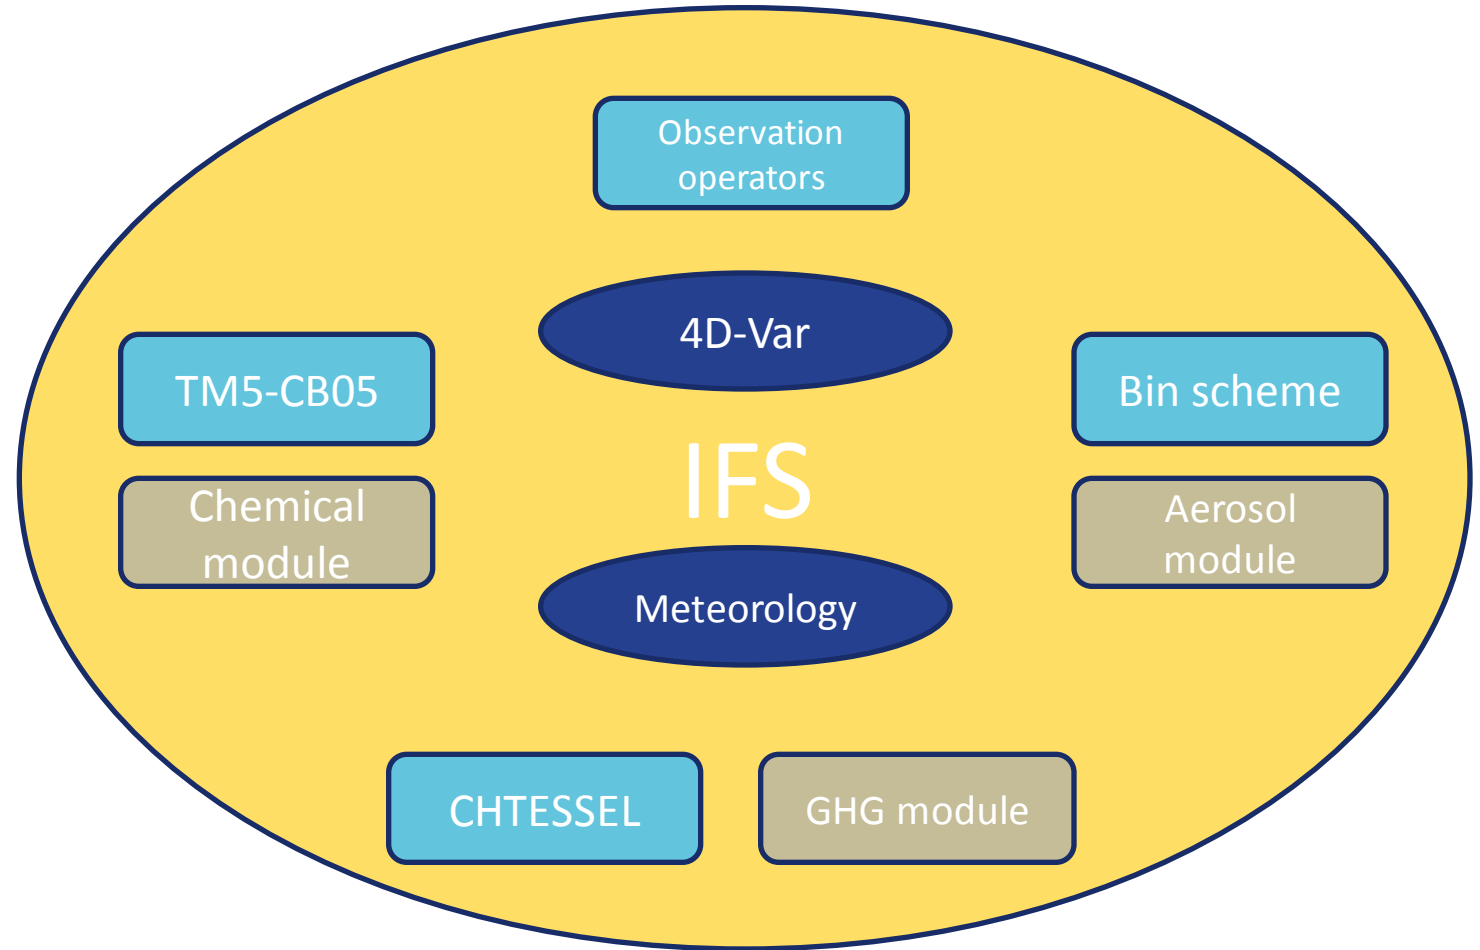 Observation
operators
4D-Var
TM5-CB05
Bin scheme
IFS
Chemical
module
Aerosol
module
Meteorology
CHTESSEL
GHG module